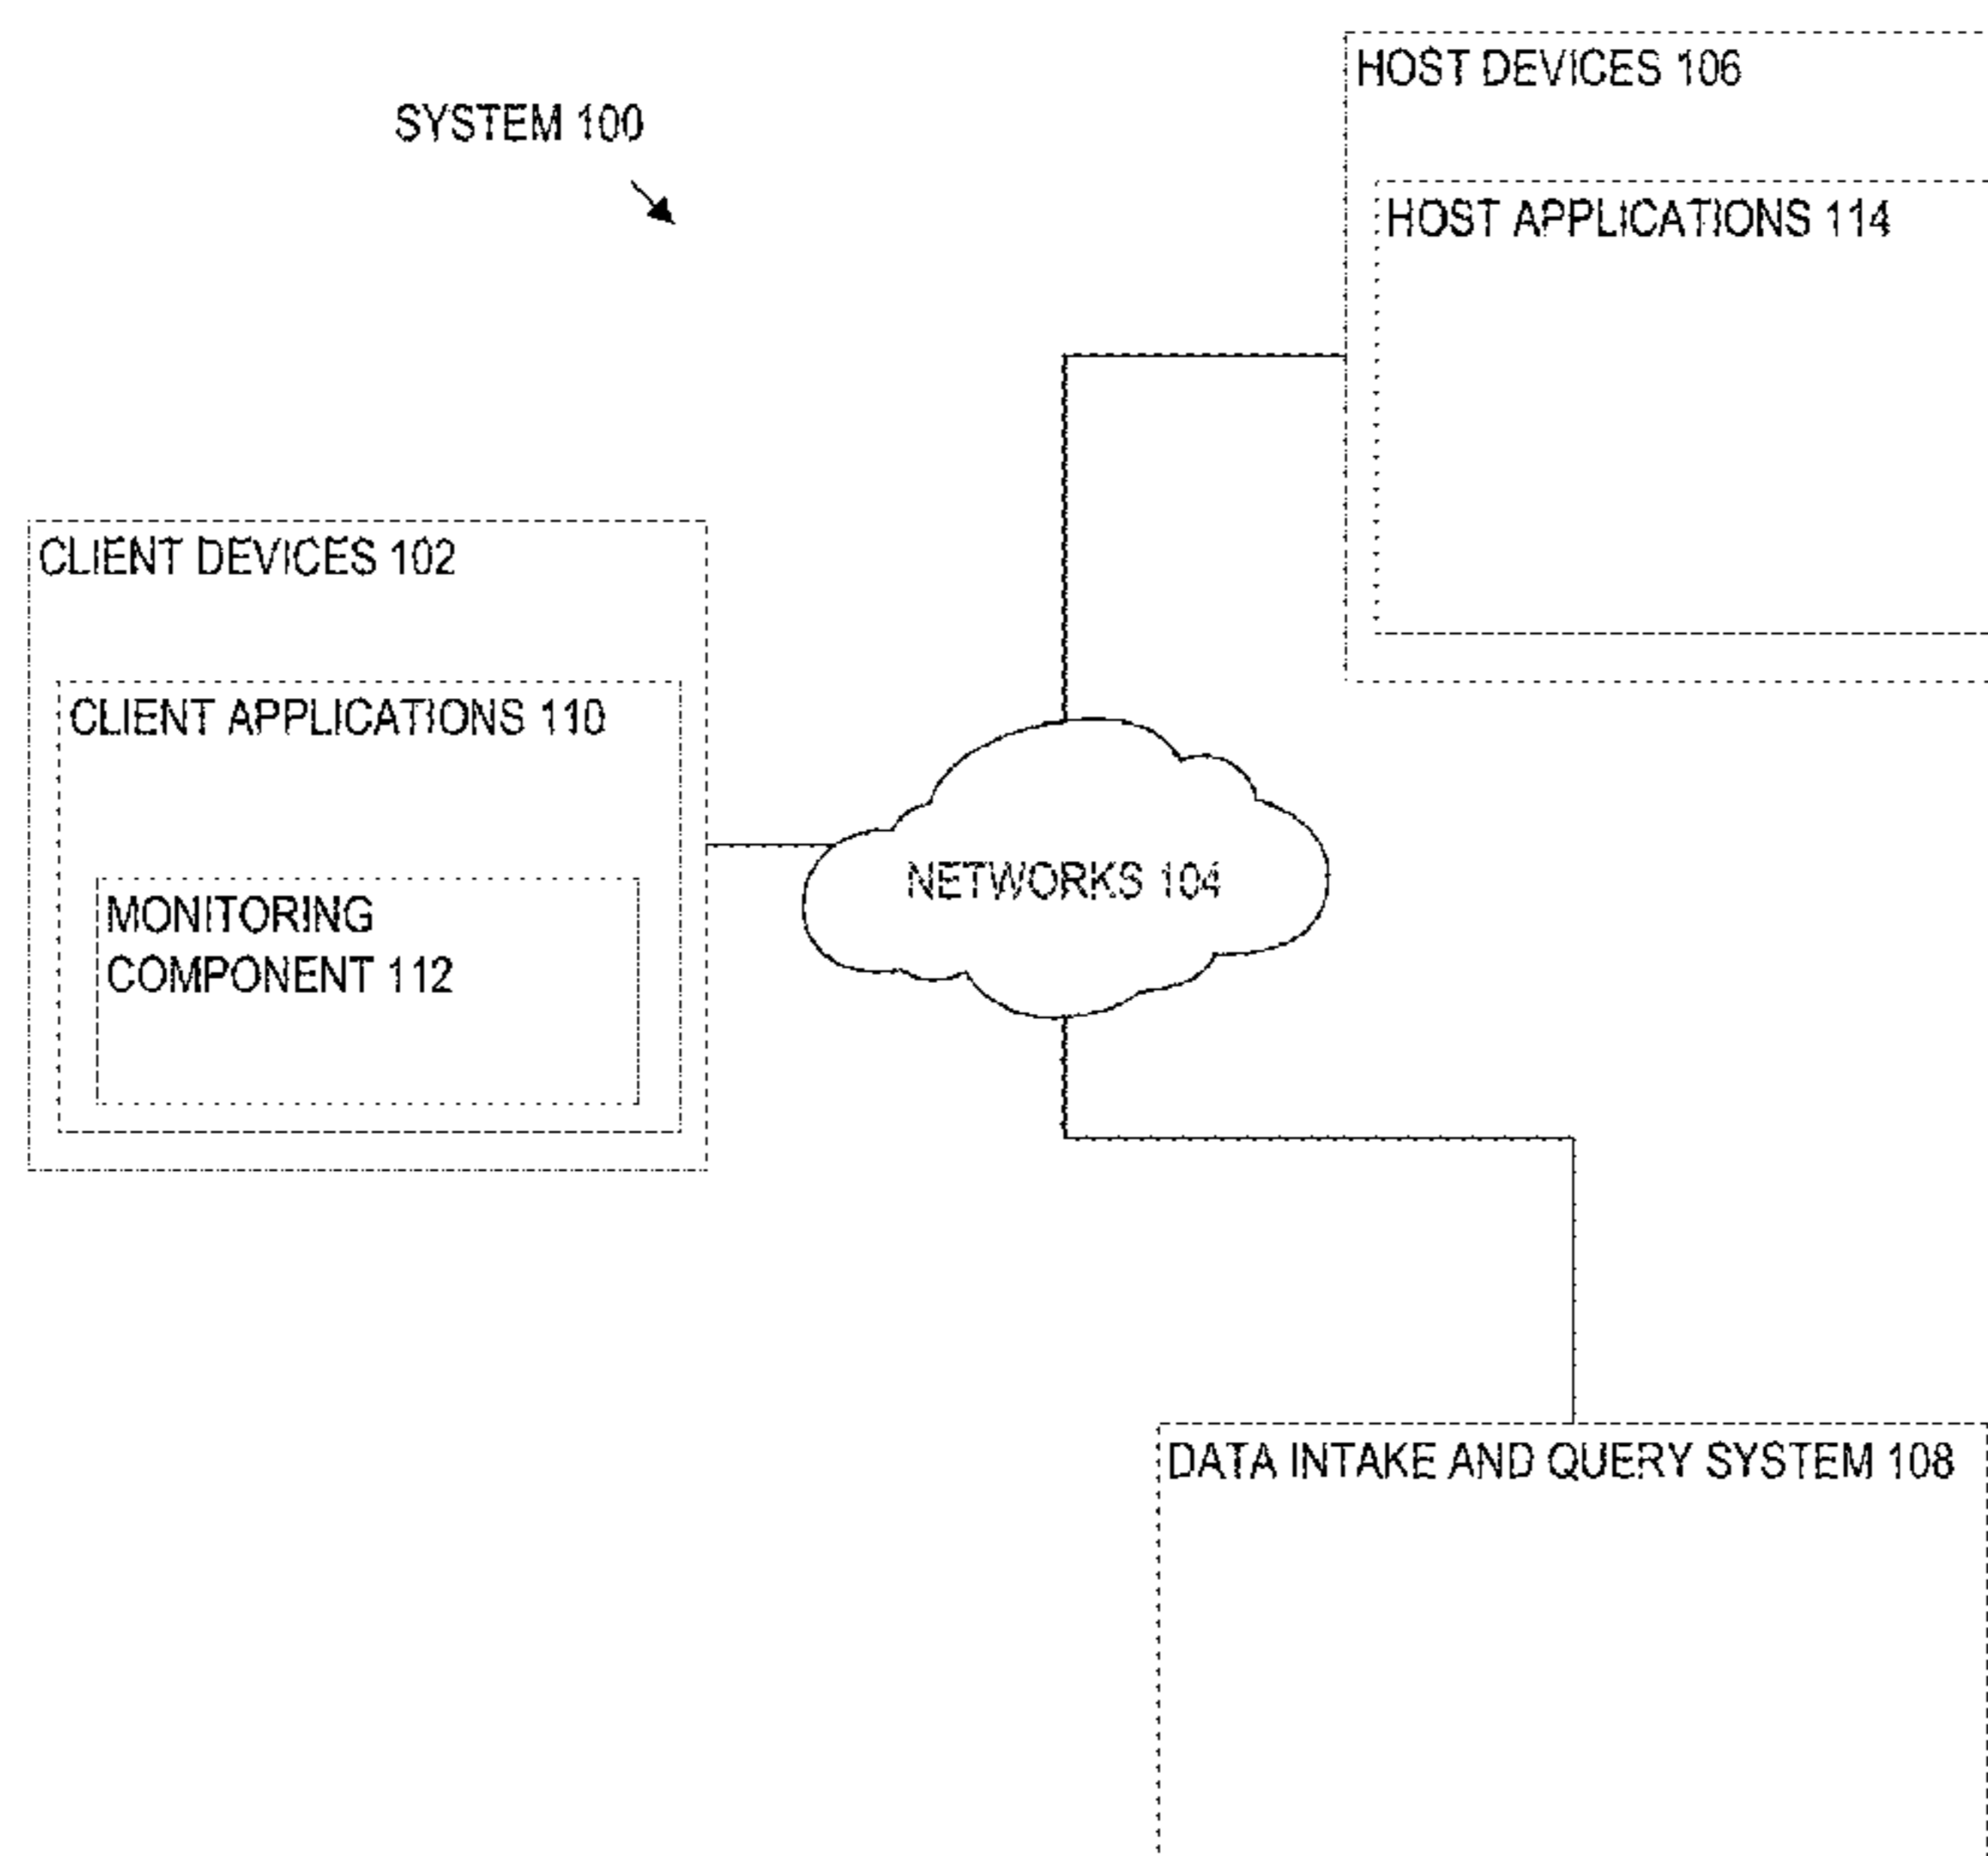 SYSTEM 100
HOST DEVICES 106
HOST APPLICATIONS 114
CLIENT DEVICES 102
CLIENT APPLICATIONS 110
MONITORING
COMPONENT 112
NETWORKS 104
DATA INTAKE AND QUERY SYSTEM 108